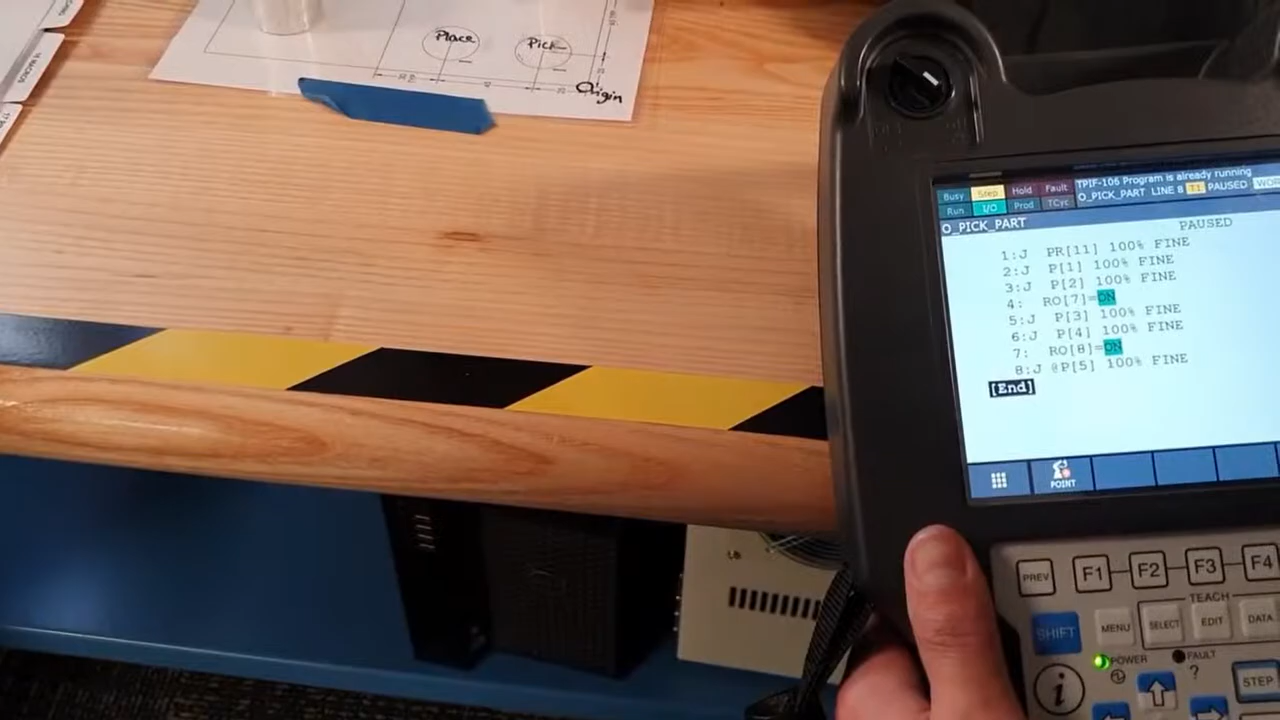 16 MACROS
Place
Pick
Origin
Busy Step Hold Fault
Run I/O Prod TCyc
TPIF-106 Program is already running
O_PICK_PART LINE 8 T1 PAUSED
O_PICK_PART
PAUSED
1:J PR[11] 100% FINE
2:J P[1] 100% FINE
3:J P[2] 100% FINE
4: RO[7]=ON
5:J P[3] 100% FINE
6:J P[4] 100% FINE
7: RO[8]=ON
8:J @P[5] 100% FINE
[End]
POINT
PREV F1 F2 F3 F4
TEACH
SHIFT MENU SELECT EDIT DATA
POWER FAULT
i ? STEP